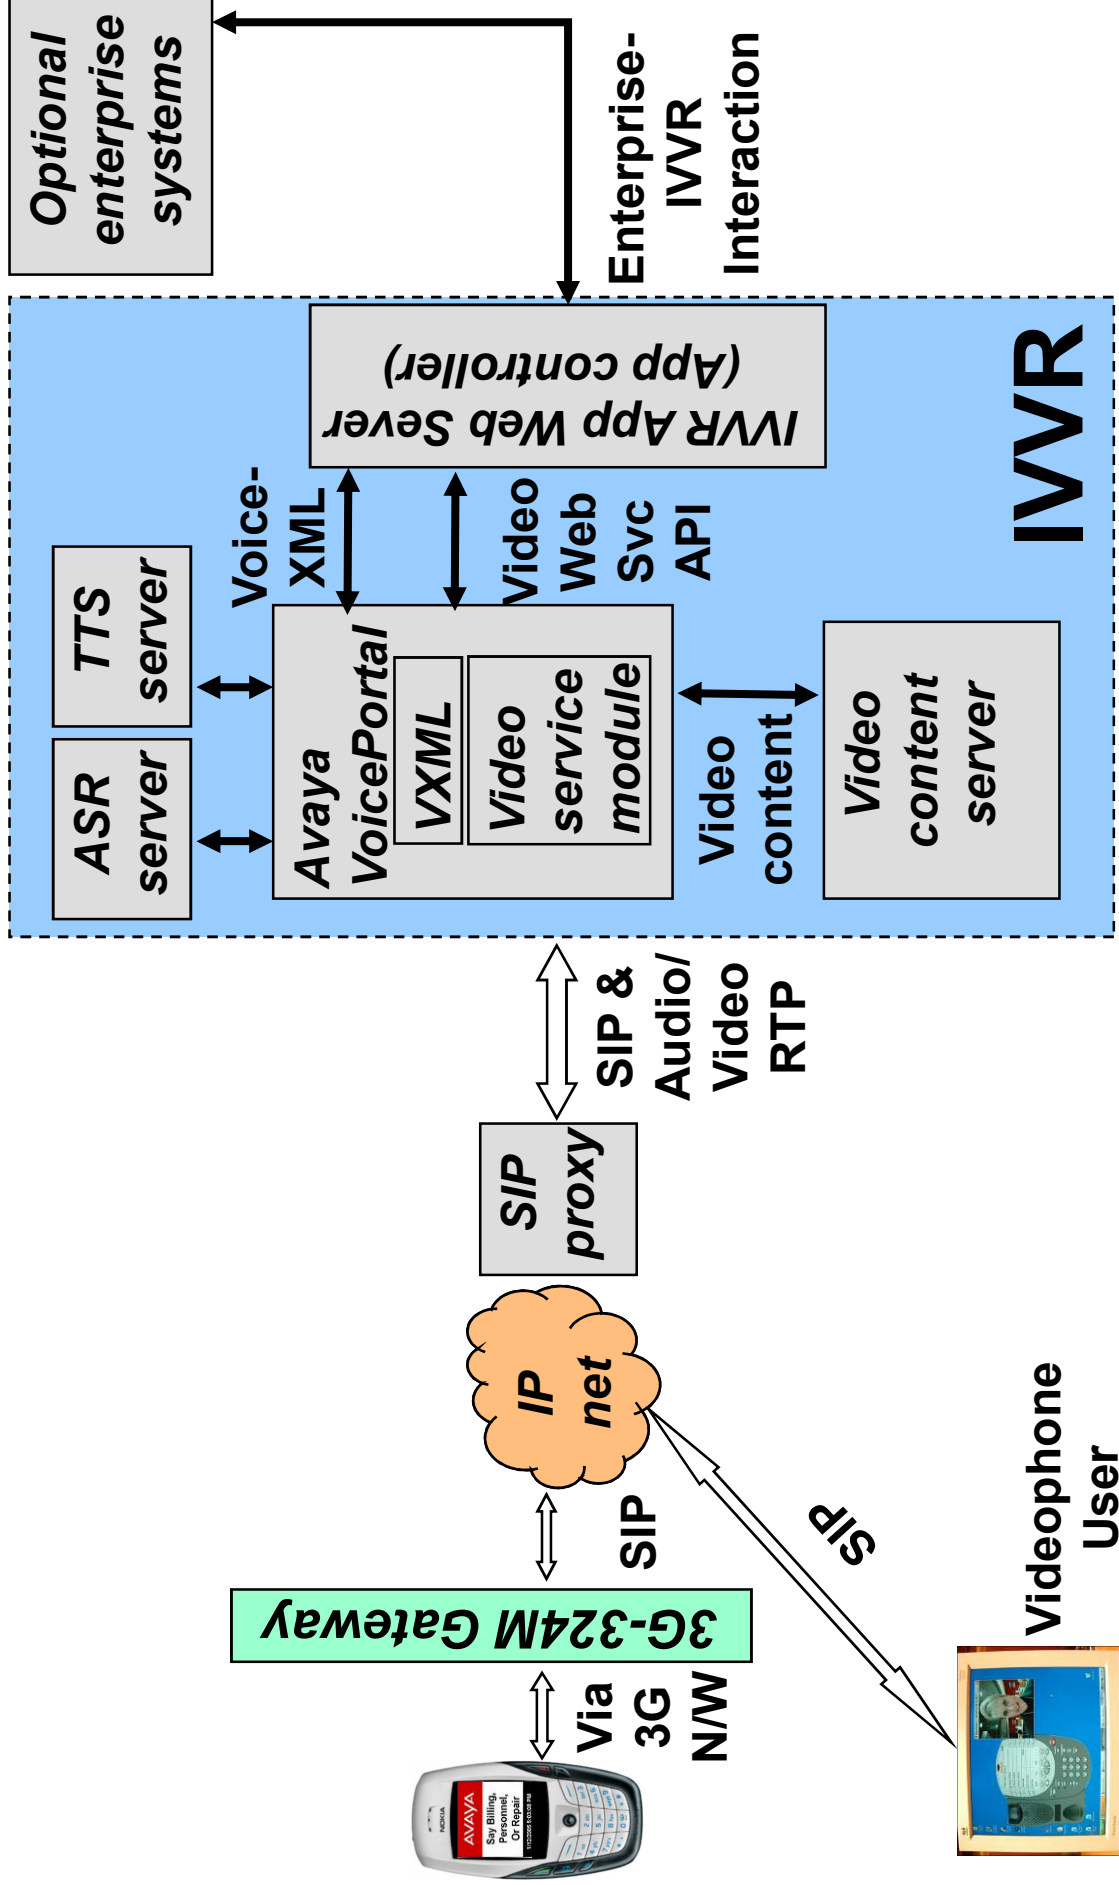 NOKIA
AVAYA
Say Billing,
Personnel,
Or Repair
Via
3G
N/W
3G-324M Gateway
SIP
IP
net
SIP
Videophone
User
SIP
proxy
SIP &
Audio/
Video
RTP
ASR
server
TTS
server
Avaya
VoicePortal
VXML
Video
service
module
Video
content
Video
content
server
Voice-
XML
Video
Web
Svc
API
IVVR App Web Sever
(App controller)
IVVR
Enterprise-
IVVR
Interaction
Optional
enterprise
systems